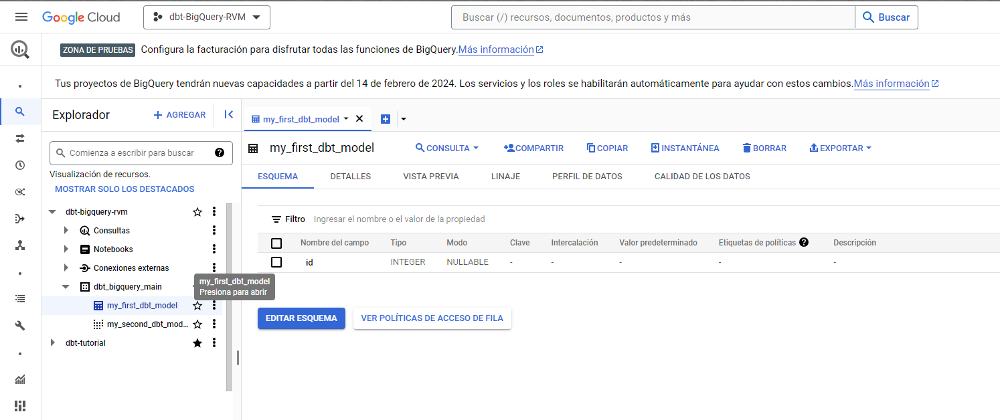 Google Cloud
dbt-BigQuery-RVM
Buscar (/) recursos, documentos, productos y más
Buscar
ZONA DE PRUEBAS Configura la facturación para disfrutar todas las funciones de BigQuery.Más información
Tus proyectos de BigQuery tendrán nuevas capacidades a partir del 14 de febrero de 2024. Los servicios y los roles se habilitarán automáticamente para ayudar con estos cambios.Más información
Explorador
AGREGAR
Comienza a escribir para buscar
Visualización de recursos.
MOSTRAR SOLO LOS DESTACADOS
dbt-bigquery-rvm
Consultas
Notebooks
Conexiones externas
dbt_bigquery_main
my_first_dbt_model
my_second_dbt_mod...
dbt-tutorial
my_first_dbt_model
Presiona para abrir
my_first_dbt_model
my_first_dbt_model
CONSULTA
COMPARTIR
COPIAR
INSTANTÁNEA
BORRAR
EXPORTAR
ESQUEMA
DETALLES
VISTA PREVIA
LINAJE
PERFIL DE DATOS
CALIDAD DE LOS DATOS
Filtro Ingresar el nombre o el valor de la propiedad
Nombre del campo Tipo Modo Clave Intercalación Valor predeterminado Etiquetas de políticas Descripción
id INTEGER NULLABLE - - - - -
EDITAR ESQUEMA
VER POLÍTICAS DE ACCESO DE FILA